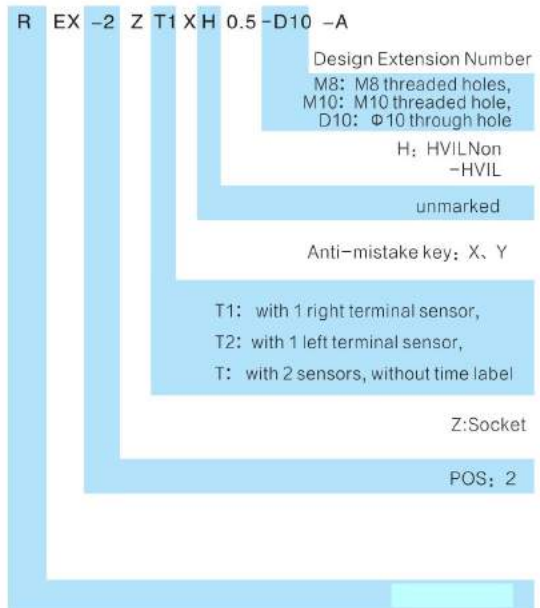 R EX -2 Z T1 X H 0.5 -D10 -A
Design Extension Number
M8: M8 threaded holes,
M10: M10 threaded hole,
D10: Φ10 through hole
H: HVILNon
-HVIL
unmarked
Anti-mistake key: X、Y
T1: with 1 right terminal sensor,
T2: with 1 left terminal sensor,
T: with 2 sensors, without time label
Z:Socket
POS: 2